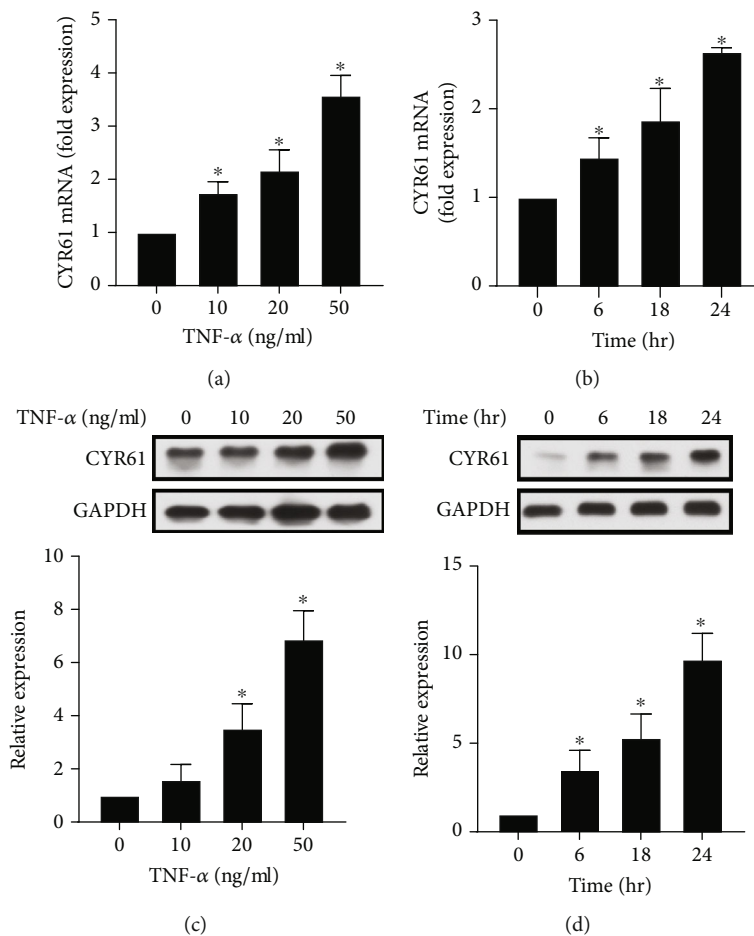 CYR61 mRNA (fold expression)
5
4
3
2
1
0
*
*
*
0 10 20 50
TNF-α (ng/ml)
(a)
CYR61 mRNA
(fold expression)
3
2
1
0
*
*
*
0 6 18 24
Time (hr)
(b)
TNF-α (ng/ml) 0 10 20 50
CYR61
GAPDH
Relative expression
10
8
6
4
2
0
*
*
0 10 20 50
TNF-α (ng/ml)
(c)
Time (hr) 0 6 18 24
CYR61
GAPDH
Relative expression
15
10
5
0
*
*
*
0 6 18 24
Time (hr)
(d)